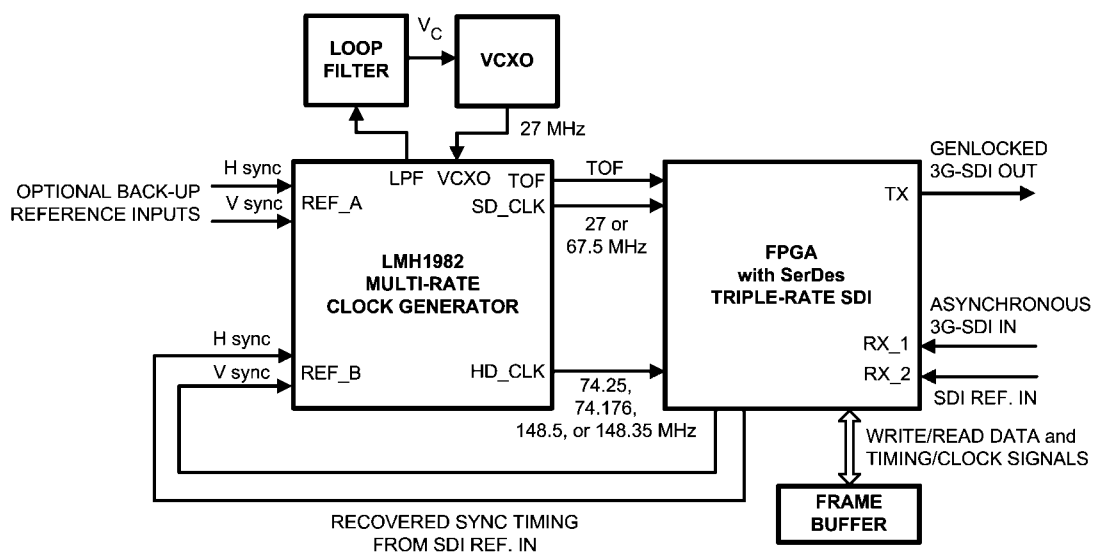 V_C
LOOP
FILTER
VCXO
27 MHz
H sync
LPF VCXO
TOF
TOF
GENLOCKED
3G-SDI OUT
OPTIONAL BACK-UP
REFERENCE INPUTS
V sync
REF_A
SD_CLK
TX
27 or
67.5 MHz
LMH1982
MULTI-RATE
CLOCK GENERATOR
FPGA
with SerDes
TRIPLE-RATE SDI
ASYNCHRONOUS
3G-SDI IN
H sync
RX_1
V sync
REF_B
HD_CLK
RX_2
74.25,
74.176,
148.5, or 148.35 MHz
SDI REF. IN
WRITE/READ DATA and
TIMING/CLOCK SIGNALS
FRAME
BUFFER
RECOVERED SYNC TIMING
FROM SDI REF. IN